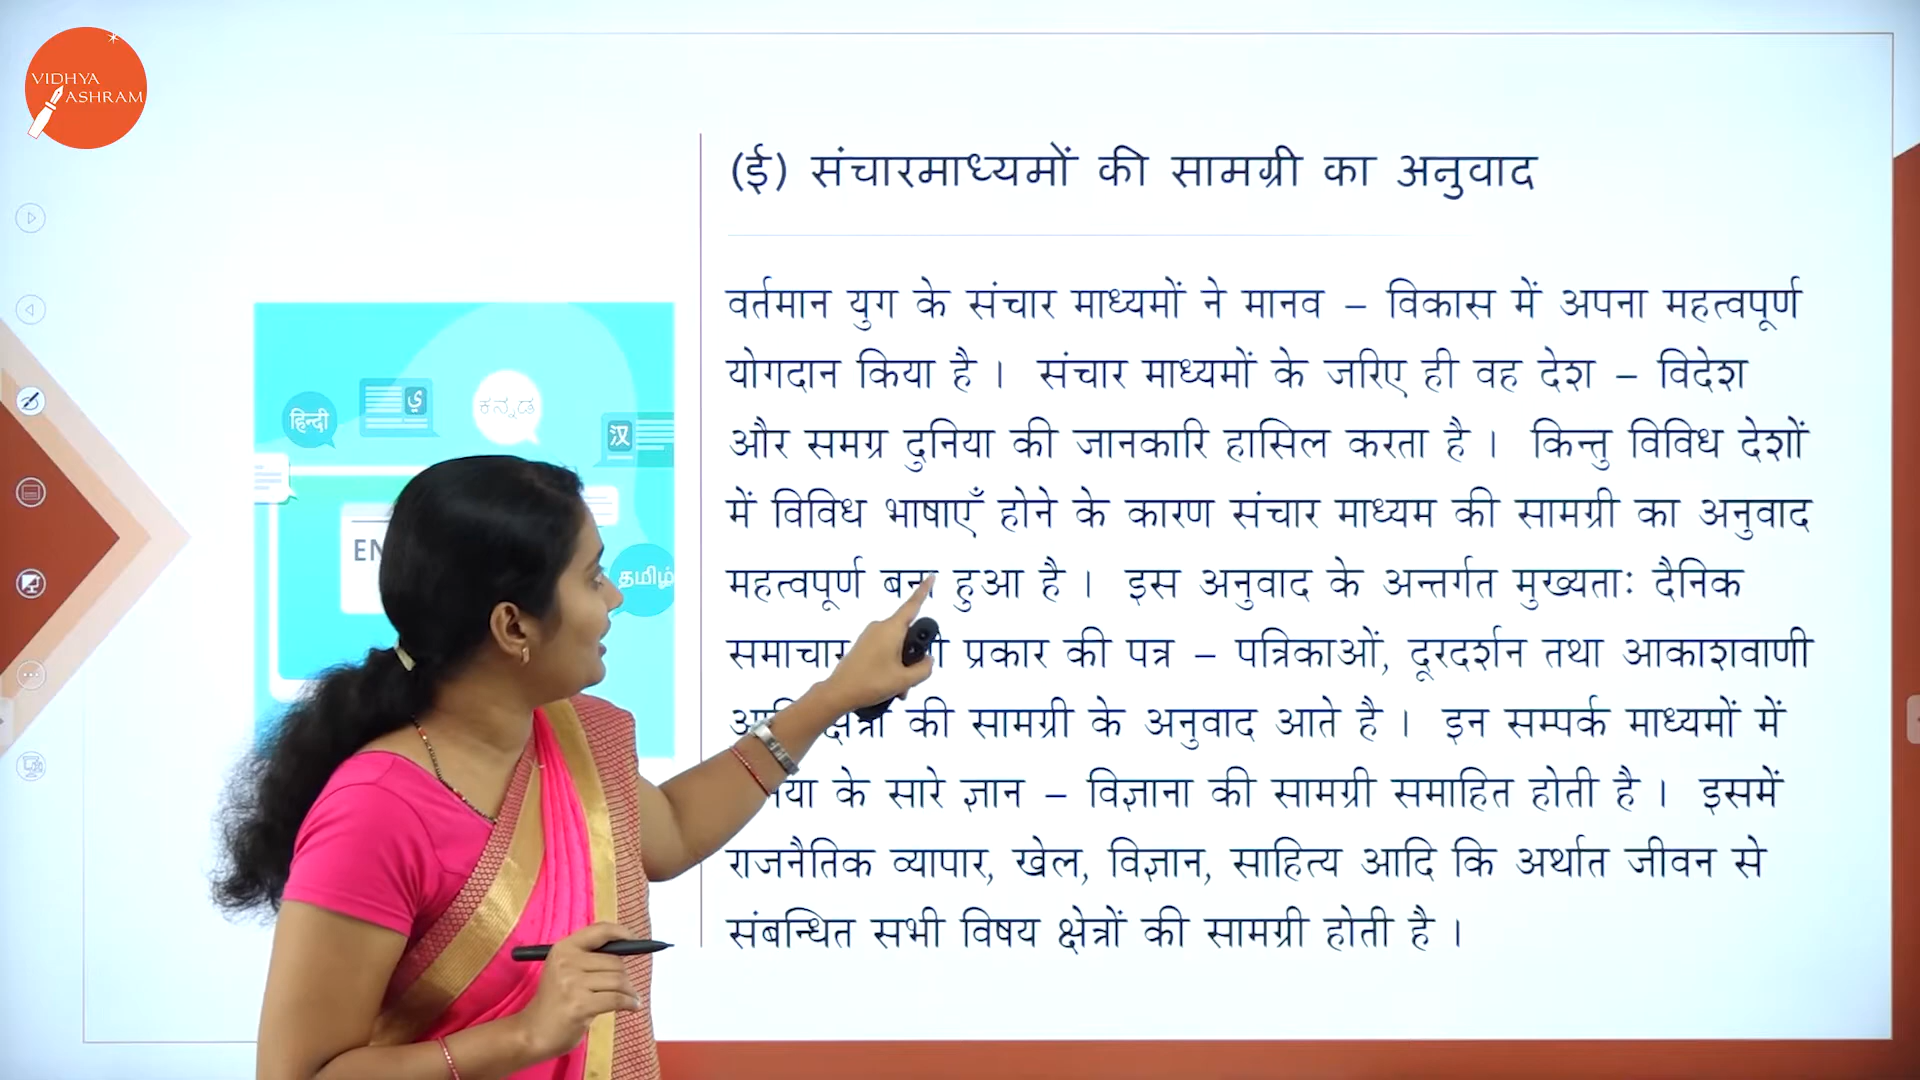 VIDHYA
ASHRAM
(ई) संचारमाध्यमों की सामग्री का अनुवाद
वर्तमान युग के संचार माध्यमों ने मानव – विकास में अपना महत्वपूर्ण
योगदान किया है । संचार माध्यमों के जरिए ही वह देश – विदेश
और समग्र दुनिया की जानकारि हासिल करता है । किन्तु विविध देशों
में विविध भाषाएँ होने के कारण संचार माध्यम की सामग्री का अनुवाद
महत्वपूर्ण बना हुआ है । इस अनुवाद के अन्तर्गत मुख्यताः दैनिक
समाचार प्रकार की पत्र – पत्रिकाओं, दूरदर्शन तथा आकाशवाणी
की सामग्री के अनुवाद आते है । इन सम्पर्क माध्यमों में
के सारे ज्ञान – विज्ञाना की सामग्री समाहित होती है । इसमें
राजनैतिक व्यापार, खेल, विज्ञान, साहित्य आदि कि अर्थात जीवन से
संबन्धित सभी विषय क्षेत्रों की सामग्री होती है ।
हिन्दी
ي
ಕನ್ನಡ
汉
EN
தமிழ்